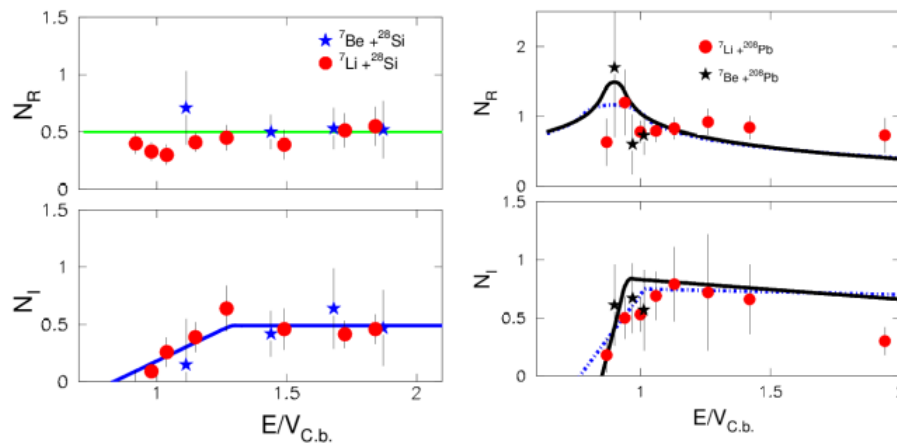 1.5
⁷Be +²⁸Si
⁷Li +²⁸Si
1
N_R
0.5
0
1.5
1
N_I
0.5
0
1 1.5 2
E/V_C.b.
2
⁷Li +²⁰⁸Pb
⁷Be +²⁰⁸Pb
N_R
1
0
1.5
1
N_I
0.5
0
1 1.5 2
E/V_C.b.